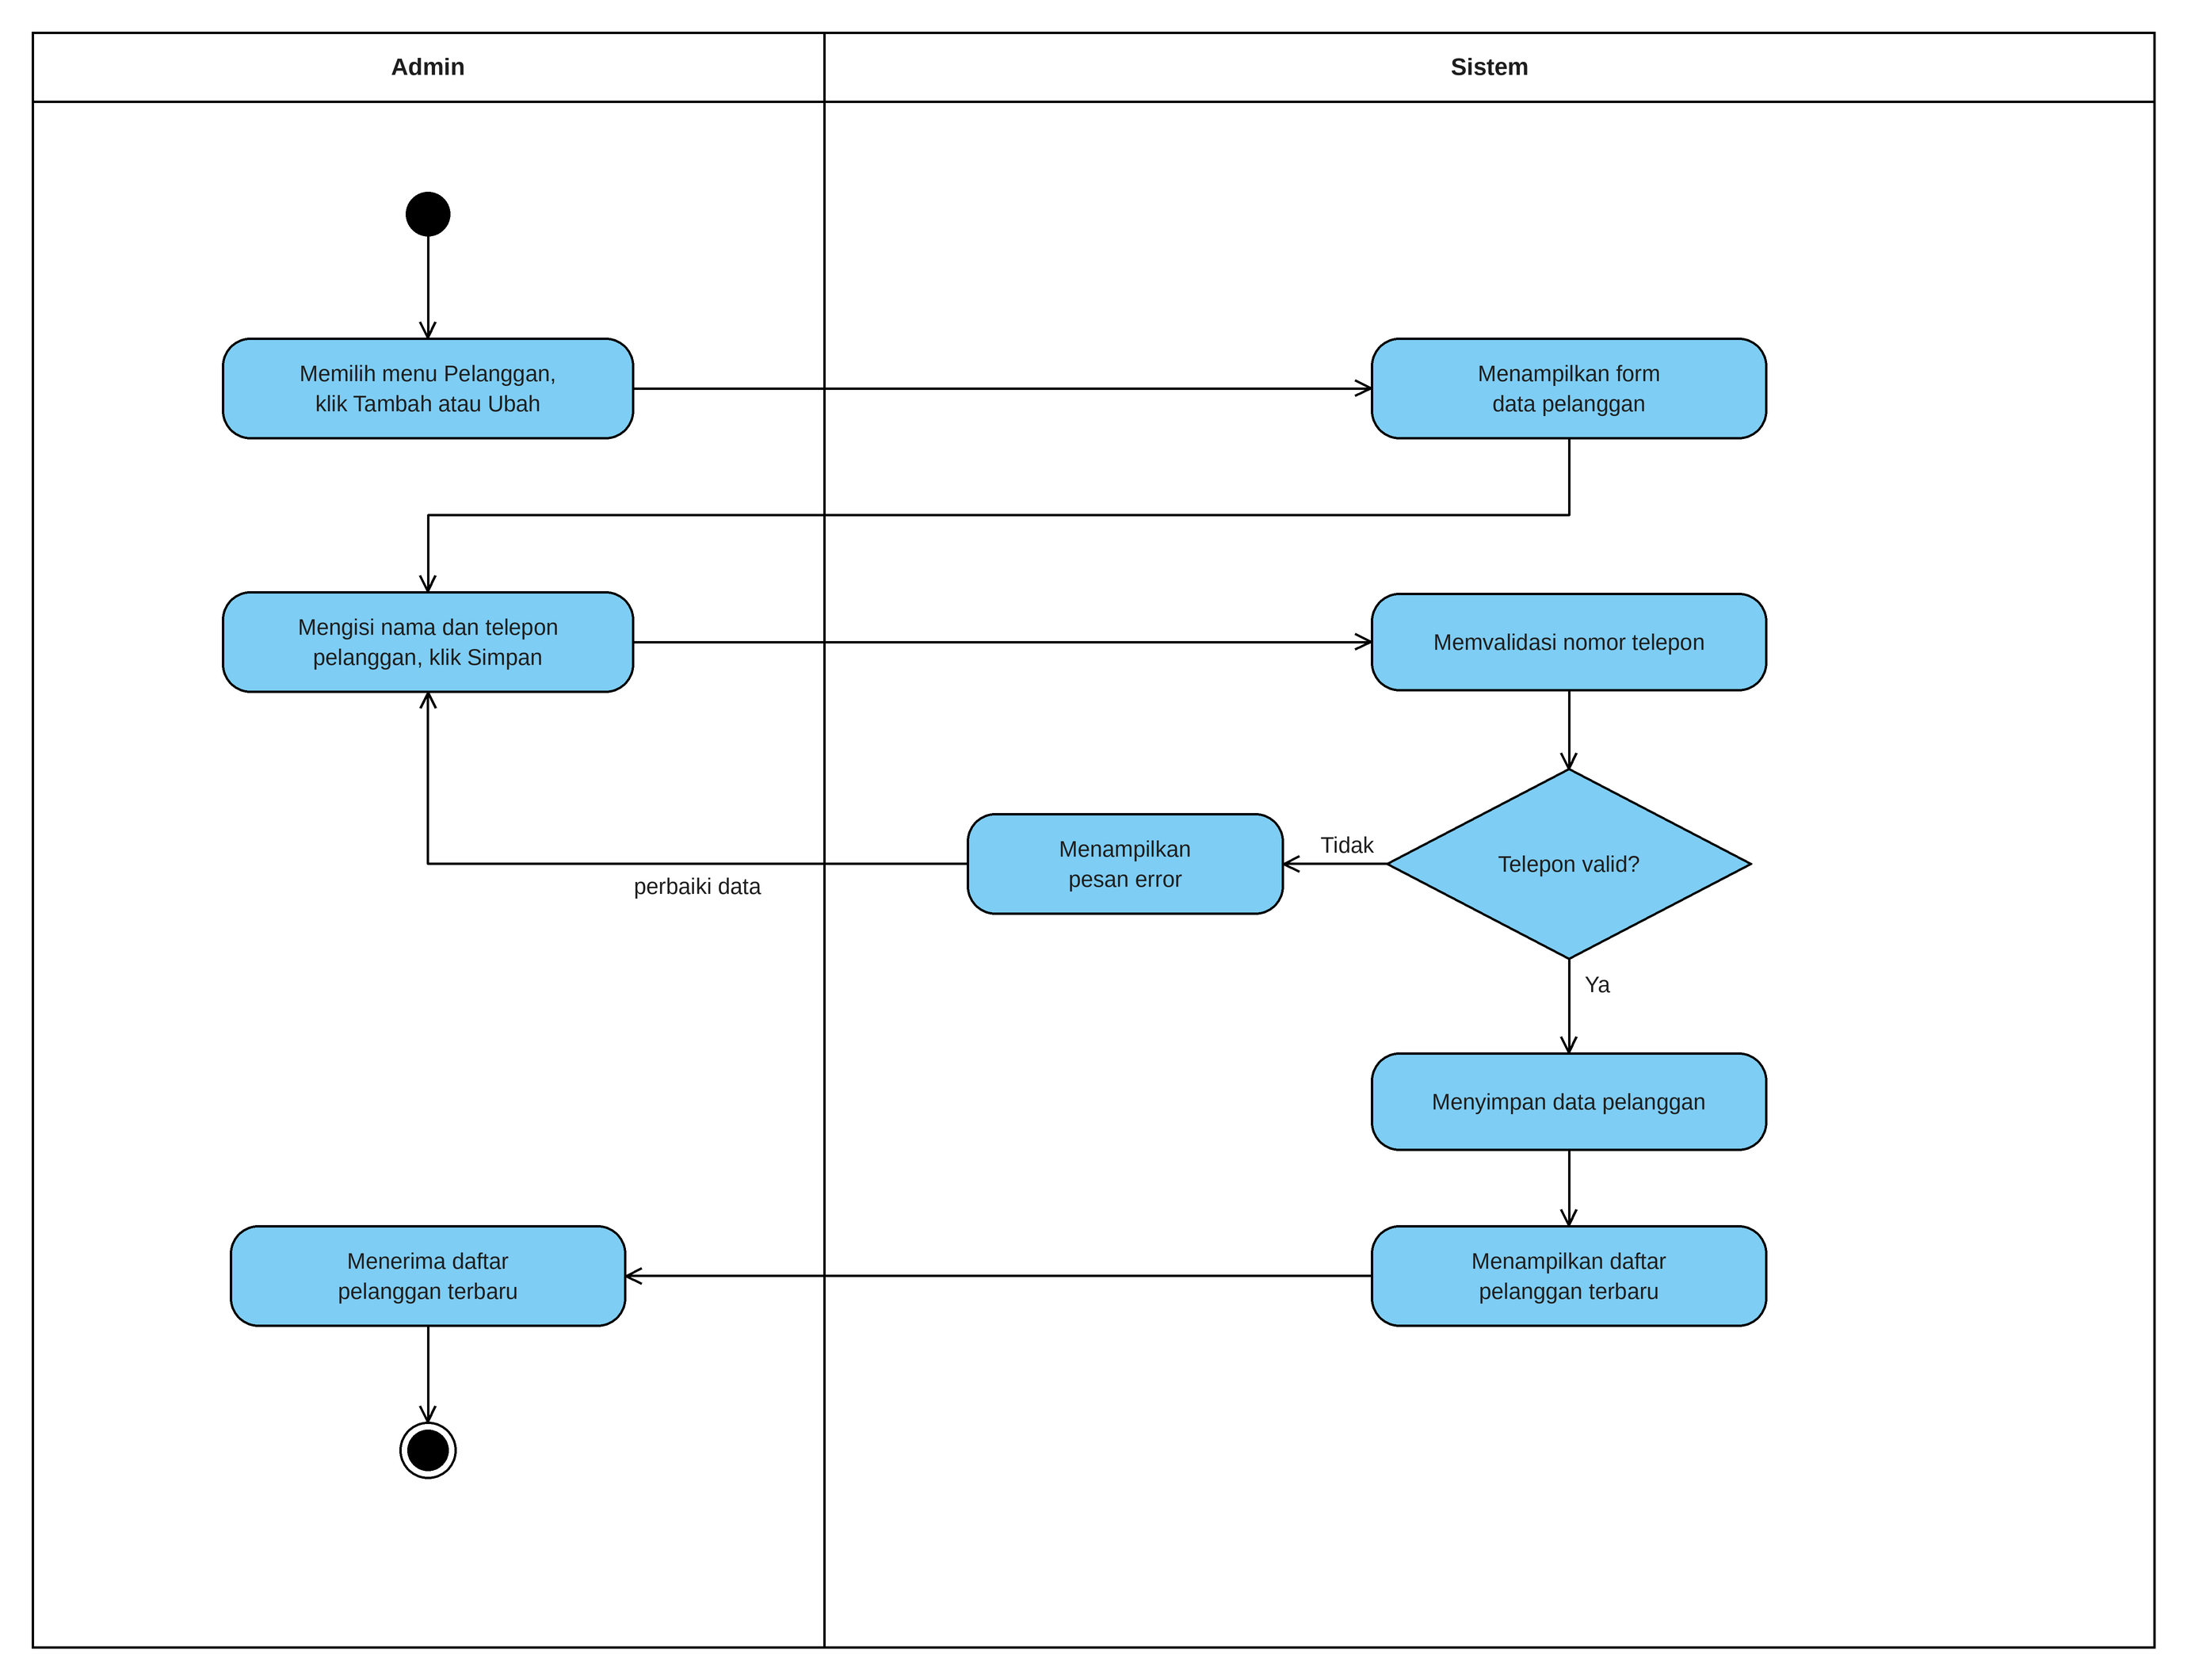 Admin
Sistem
Memilih menu Pelanggan,
klik Tambah atau Ubah
Menampilkan form
data pelanggan
Mengisi nama dan telepon
pelanggan, klik Simpan
Memvalidasi nomor telepon
Telepon valid?
Tidak
Menampilkan
pesan error
perbaiki data
Ya
Menyimpan data pelanggan
Menampilkan daftar
pelanggan terbaru
Menerima daftar
pelanggan terbaru